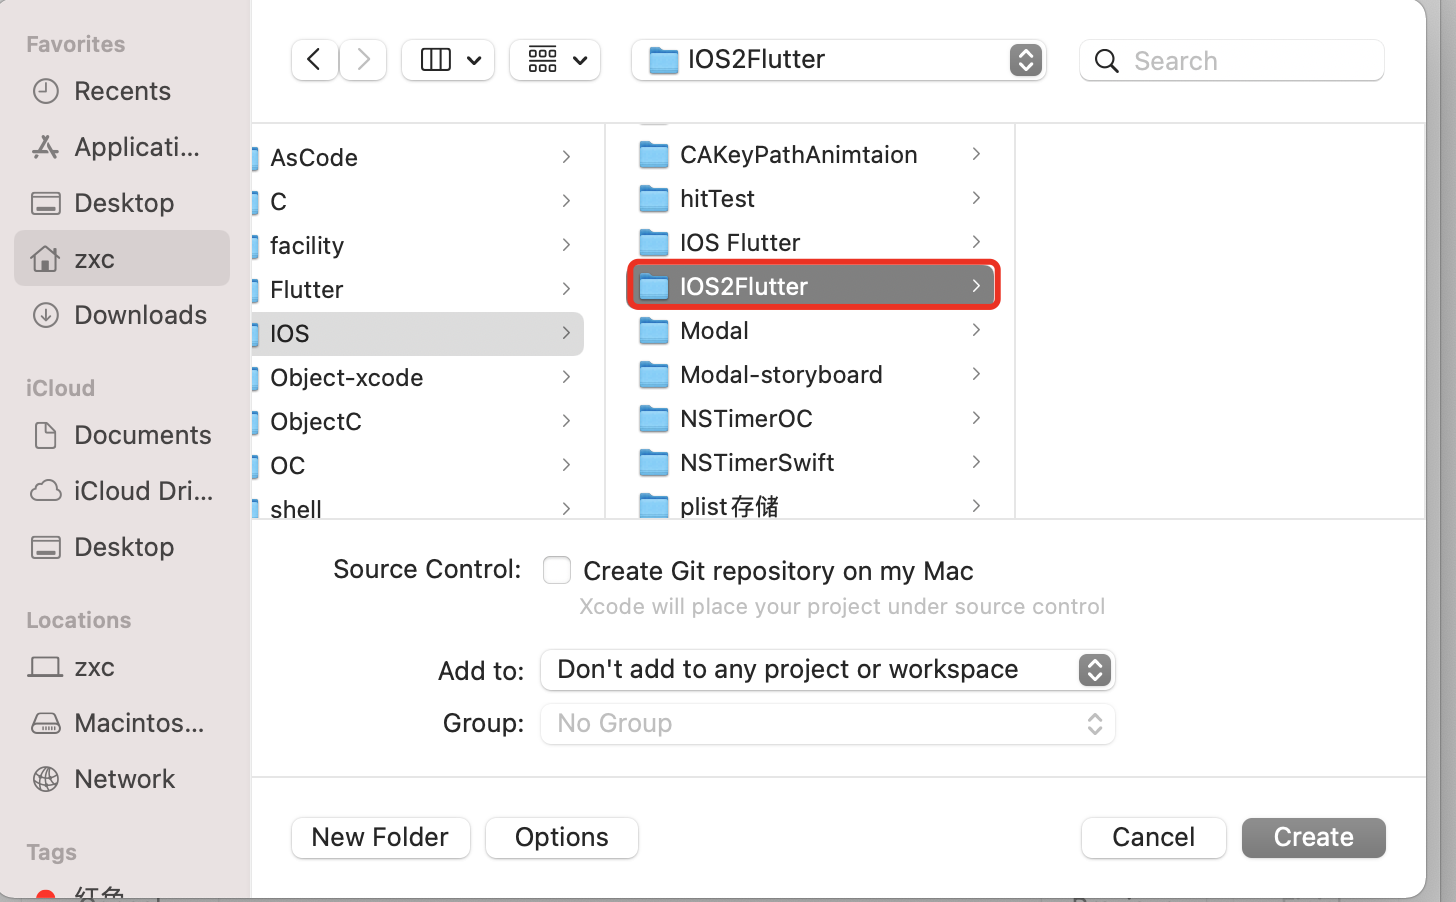 Favorites
Recents
Applicati...
Desktop
zxc
Downloads
iCloud
Documents
iCloud Dri...
Desktop
Locations
zxc
Macintos...
Network
Tags
红色
IOS2Flutter
Search
AsCode
C
facility
Flutter
IOS
Object-xcode
ObjectC
OC
shell
CAKeyPathAnimtaion
hitTest
IOS Flutter
IOS2Flutter
Modal
Modal-storyboard
NSTimerOC
NSTimerSwift
plist存储
Source Control:
Create Git repository on my Mac
Xcode will place your project under source control
Add to:
Don't add to any project or workspace
Group:
No Group
New Folder
Options
Cancel
Create